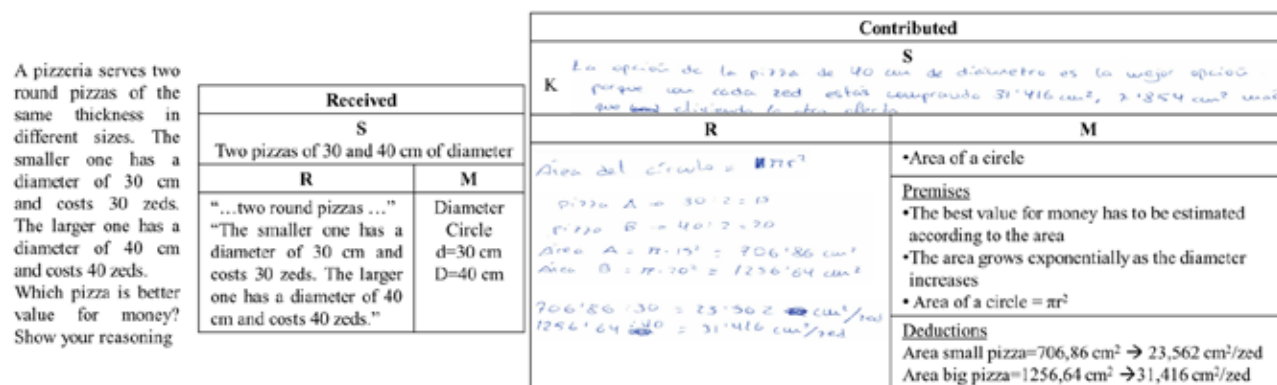 A pizzeria serves two
round pizzas of the
same thickness in
different sizes. The
smaller one has a
diameter of 30 cm
and costs 30 zeds.
The larger one has a
diameter of 40 cm
and costs 40 zeds.
Which pizza is better
value for money?
Show your reasoning
Received
S
Two pizzas of 30 and 40 cm of diameter
R
M
“…two round pizzas …”
“The smaller one has a
diameter of 30 cm and
costs 30 zeds. The larger
one has a diameter of 40
cm and costs 40 zeds.”
Diameter
Circle
d=30 cm
D=40 cm
Contributed
S
K
La opción de la pizza de 40 cm de diámetro es la mejor opción
porque con cada zed estás comprando 31'416 cm², 7'854 cm² más
que eligiendo la otra oferta
R
Área del círculo = πr²
pizza A → 30:2=15
pizza B → 40:2=20
Área A = π·15² = 706'86 cm²
Área B = π·20² = 1256'64 cm²
706'86:30 = 23'562 cm²/zed
1256'64:40 = 31'416 cm²/zed
M
•Area of a circle
Premises
•The best value for money has to be estimated
according to the area
•The area grows exponentially as the diameter
increases
• Area of a circle = πr²
Deductions
Area small pizza=706,86 cm² → 23,562 cm²/zed
Area big pizza=1256,64 cm² →31,416 cm²/zed